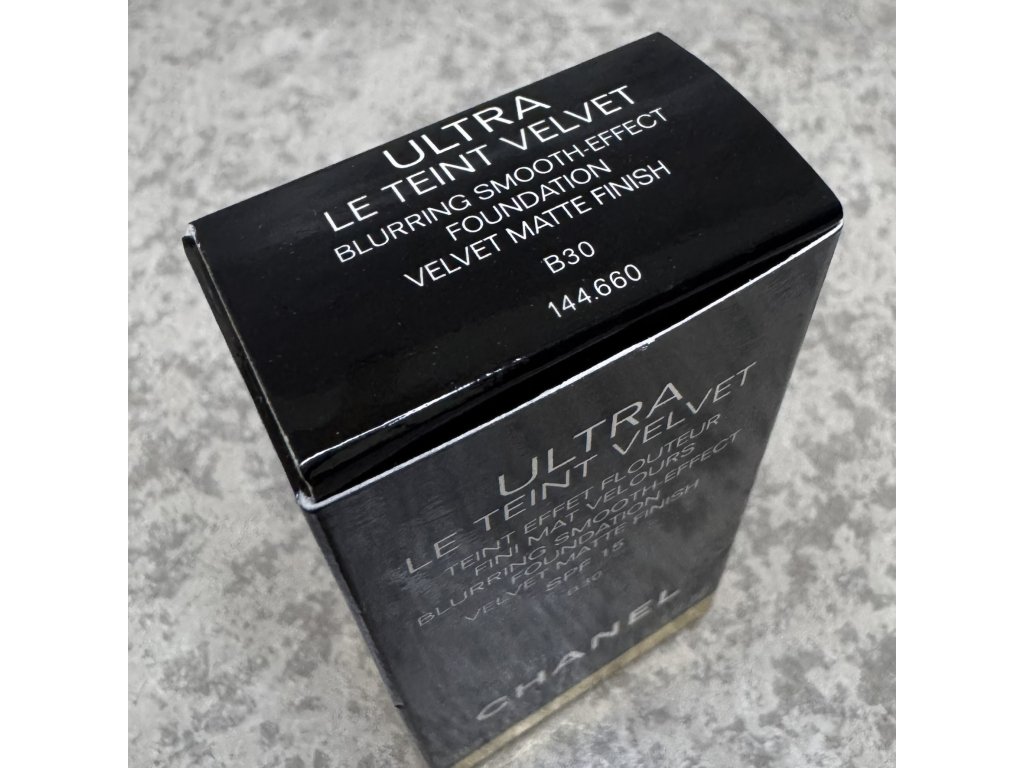 ULTRA
LE TEINT VELVET
BLURRING SMOOTH-EFFECT
FOUNDATION
VELVET MATTE FINISH
B30
144.660
ULTRA
LE TEINT VELVET
TEINT EFFET FLOUTEUR
FINI MAT VELOURS
BLURRING SMOOTH-EFFECT
FOUNDATION
VELVET MATTE FINISH
SPF 15
B30
CHANEL